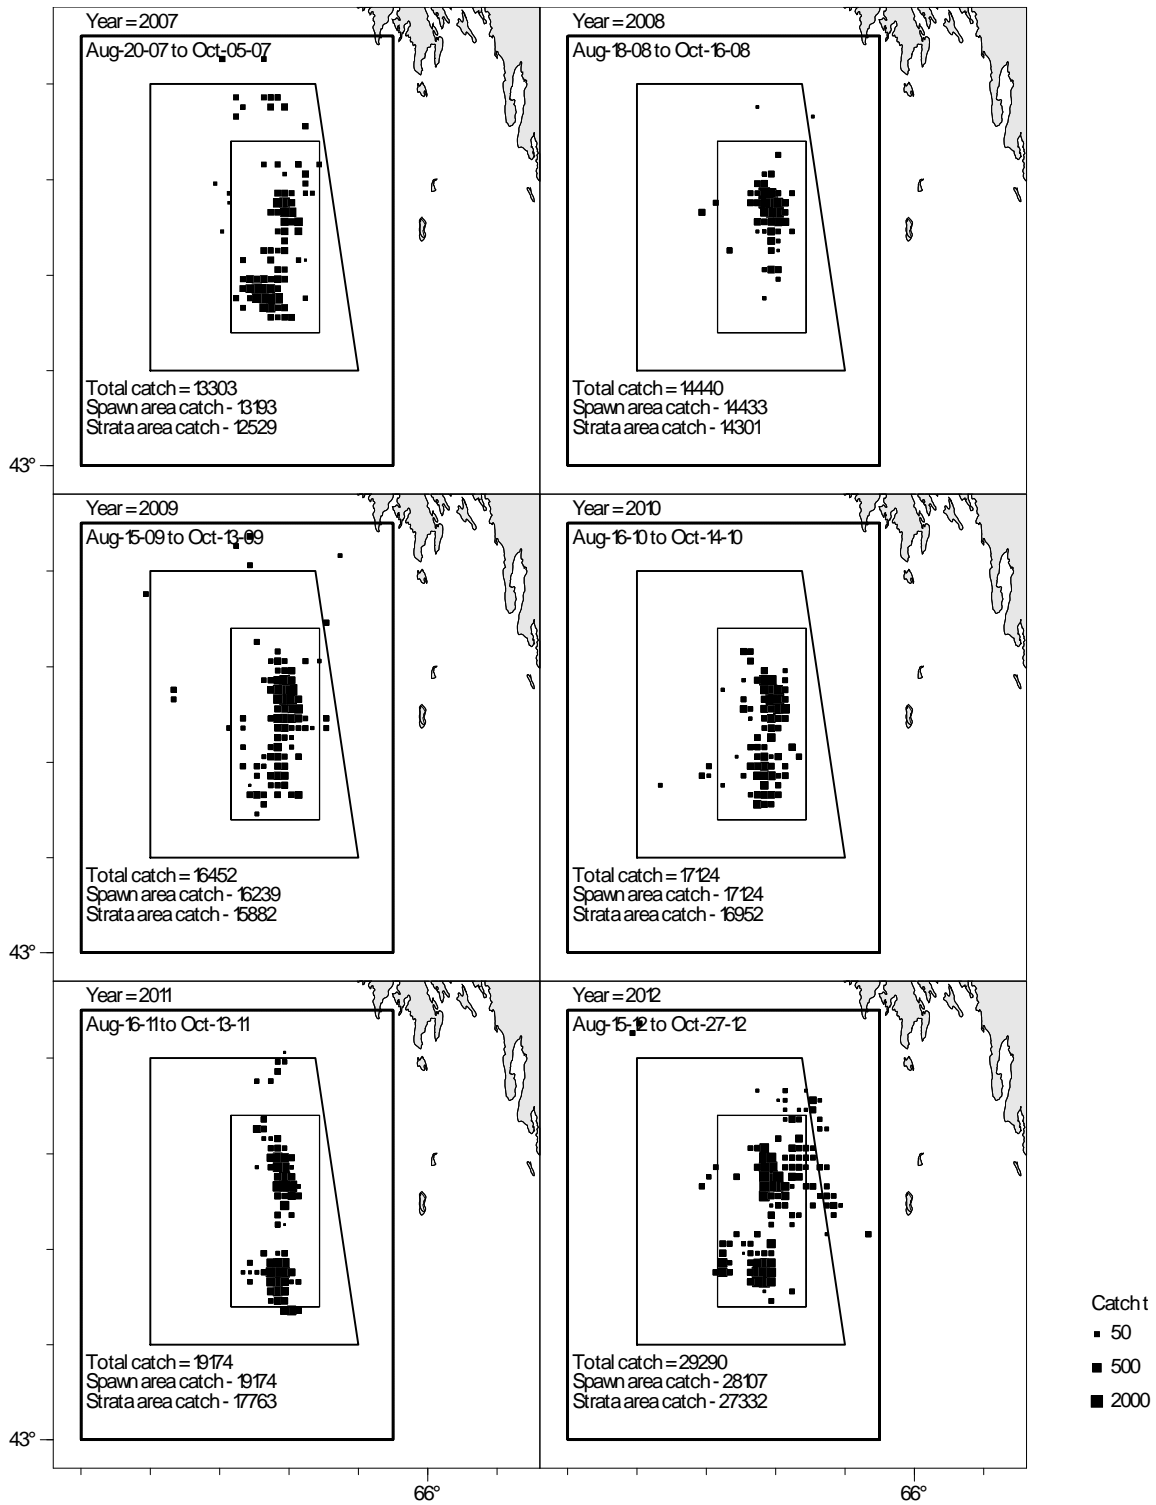 Year = 2007
Aug-20-07 to Oct-05-07
Total catch = 13303
Spawn area catch - 13193
Strata area catch - 12529
43°
Year = 2008
Aug-18-08 to Oct-16-08
Total catch = 14440
Spawn area catch - 14433
Strata area catch - 14301
Year = 2009
Aug-15-09 to Oct-13-09
Total catch = 16452
Spawn area catch - 16239
Strata area catch - 15882
43°
Year = 2010
Aug-16-10 to Oct-14-10
Total catch = 17124
Spawn area catch - 17124
Strata area catch - 16952
Year = 2011
Aug-16-11 to Oct-13-11
Total catch = 19174
Spawn area catch - 19174
Strata area catch - 17763
43°
66°
Year = 2012
Aug-15-12 to Oct-27-12
Total catch = 29290
Spawn area catch - 28107
Strata area catch - 27332
66°
Catch t
50
500
2000